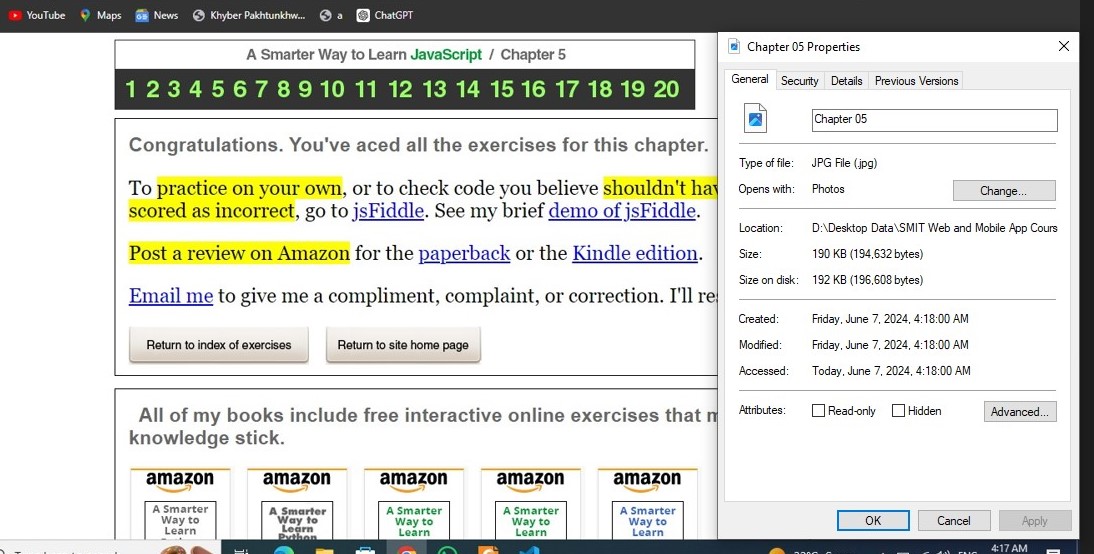 YouTube Maps News Khyber Pakhtunkhw... a ChatGPT
A Smarter Way to Learn JavaScript / Chapter 5
1 2 3 4 5 6 7 8 9 10 11 12 13 14 15 16 17 18 19 20
Congratulations. You've aced all the exercises for this chapter.
To practice on your own, or to check code you believe shouldn't
scored as incorrect, go to jsFiddle. See my brief demo of jsFiddle.
Post a review on Amazon for the paperback or the Kindle edition.
Email me to give me a compliment, complaint, or correction. I'll
Return to index of exercises Return to site home page
All of my books include free interactive online exercises that
knowledge stick.
amazon amazon amazon amazon amazon
A Smarter A Smarter A Smarter A Smarter A Smarter
Way to Way to Way to Way to Way to
Learn Learn Learn Learn Learn
Python
Chapter 05 Properties
General Security Details Previous Versions
Chapter 05
Type of file: JPG File (.jpg)
Opens with: Photos Change...
Location: D:\Desktop Data\SMIT Web and Mobile App Cours
Size: 190 KB (194,632 bytes)
Size on disk: 192 KB (196,608 bytes)
Created: Friday, June 7, 2024, 4:18:00 AM
Modified: Friday, June 7, 2024, 4:18:00 AM
Accessed: Today, June 7, 2024, 4:18:00 AM
Attributes: Read-only Hidden Advanced...
OK Cancel Apply
4:17 AM